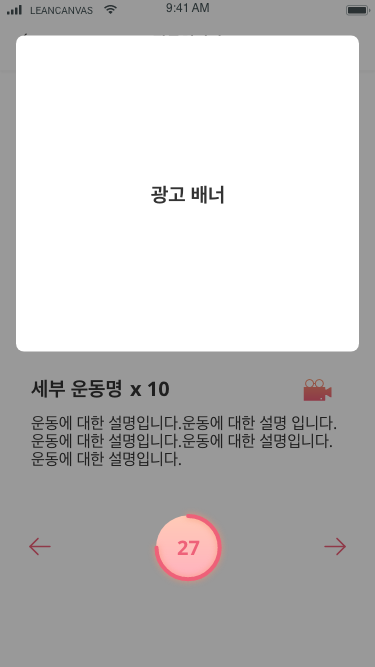 LEANCANVAS
9:41 AM
광고 배너
세부 운동명 x 10
운동에 대한 설명입니다.운동에 대한 설명 입니다.
운동에 대한 설명입니다.운동에 대한 설명입니다.
운동에 대한 설명입니다.
27